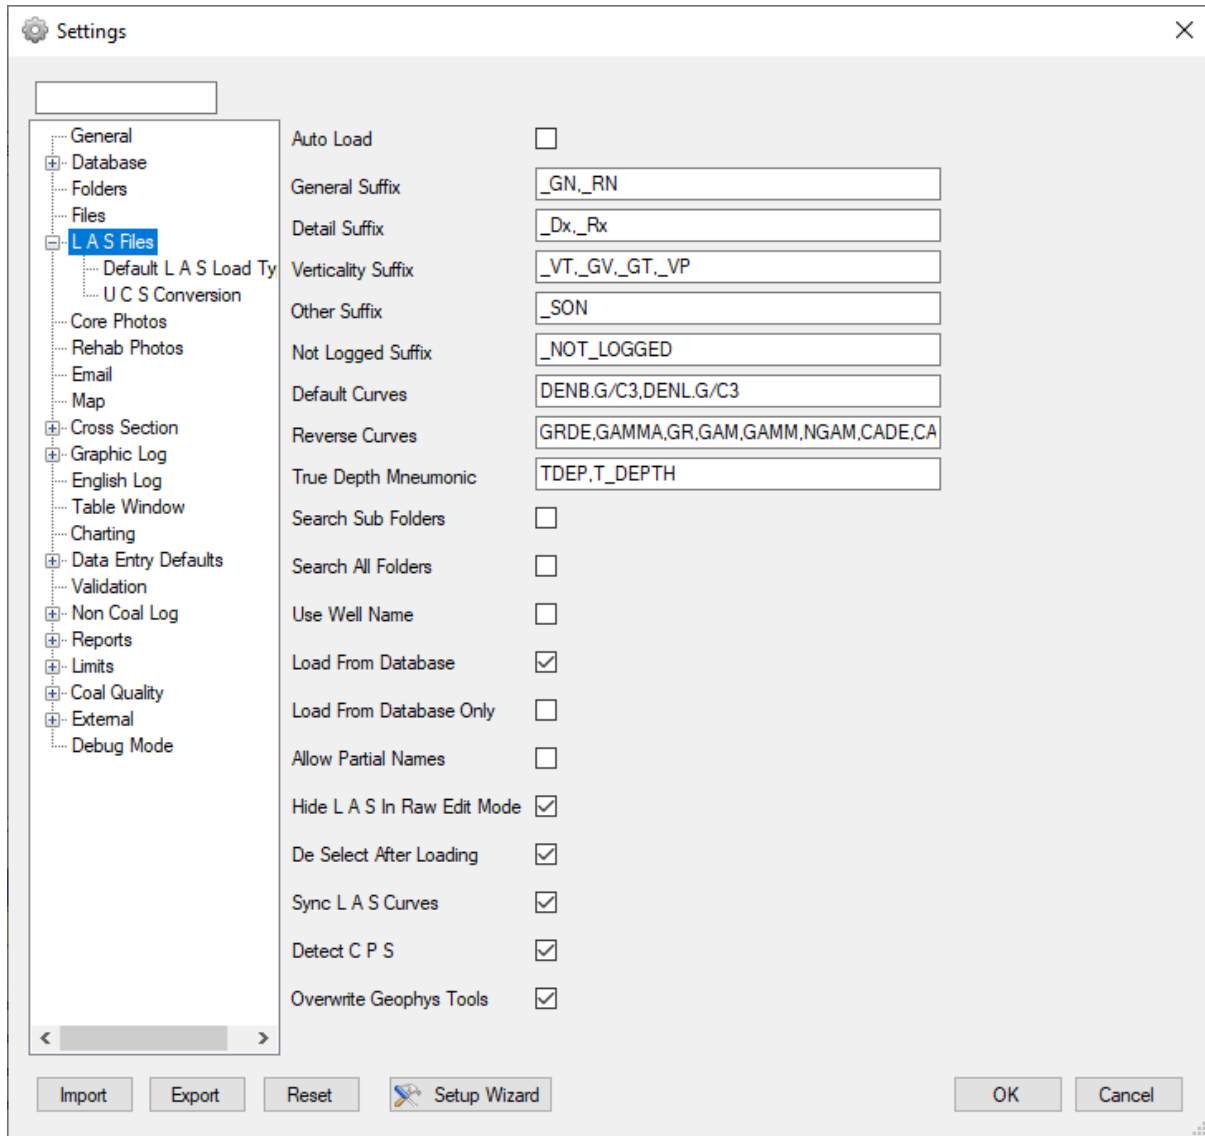 Settings
General
Database
Folders
Files
L A S Files
Default L A S Load Ty
U C S Conversion
Core Photos
Rehab Photos
Email
Map
Cross Section
Graphic Log
English Log
Table Window
Charting
Data Entry Defaults
Validation
Non Coal Log
Reports
Limits
Coal Quality
External
Debug Mode
Auto Load
General Suffix _GN,_RN
Detail Suffix _Dx,_Rx
Verticality Suffix _VT,_GV,_GT,_VP
Other Suffix _SON
Not Logged Suffix _NOT_LOGGED
Default Curves DENB.G/C3,DENL.G/C3
Reverse Curves GRDE,GAMMA,GR,GAM,GAMM,NGAM,CADE,CA
True Depth Mneumonic TDEP,T_DEPTH
Search Sub Folders
Search All Folders
Use Well Name
Load From Database
Load From Database Only
Allow Partial Names
Hide L A S In Raw Edit Mode
De Select After Loading
Sync L A S Curves
Detect C P S
Overwrite Geophys Tools
Import Export Reset Setup Wizard OK Cancel